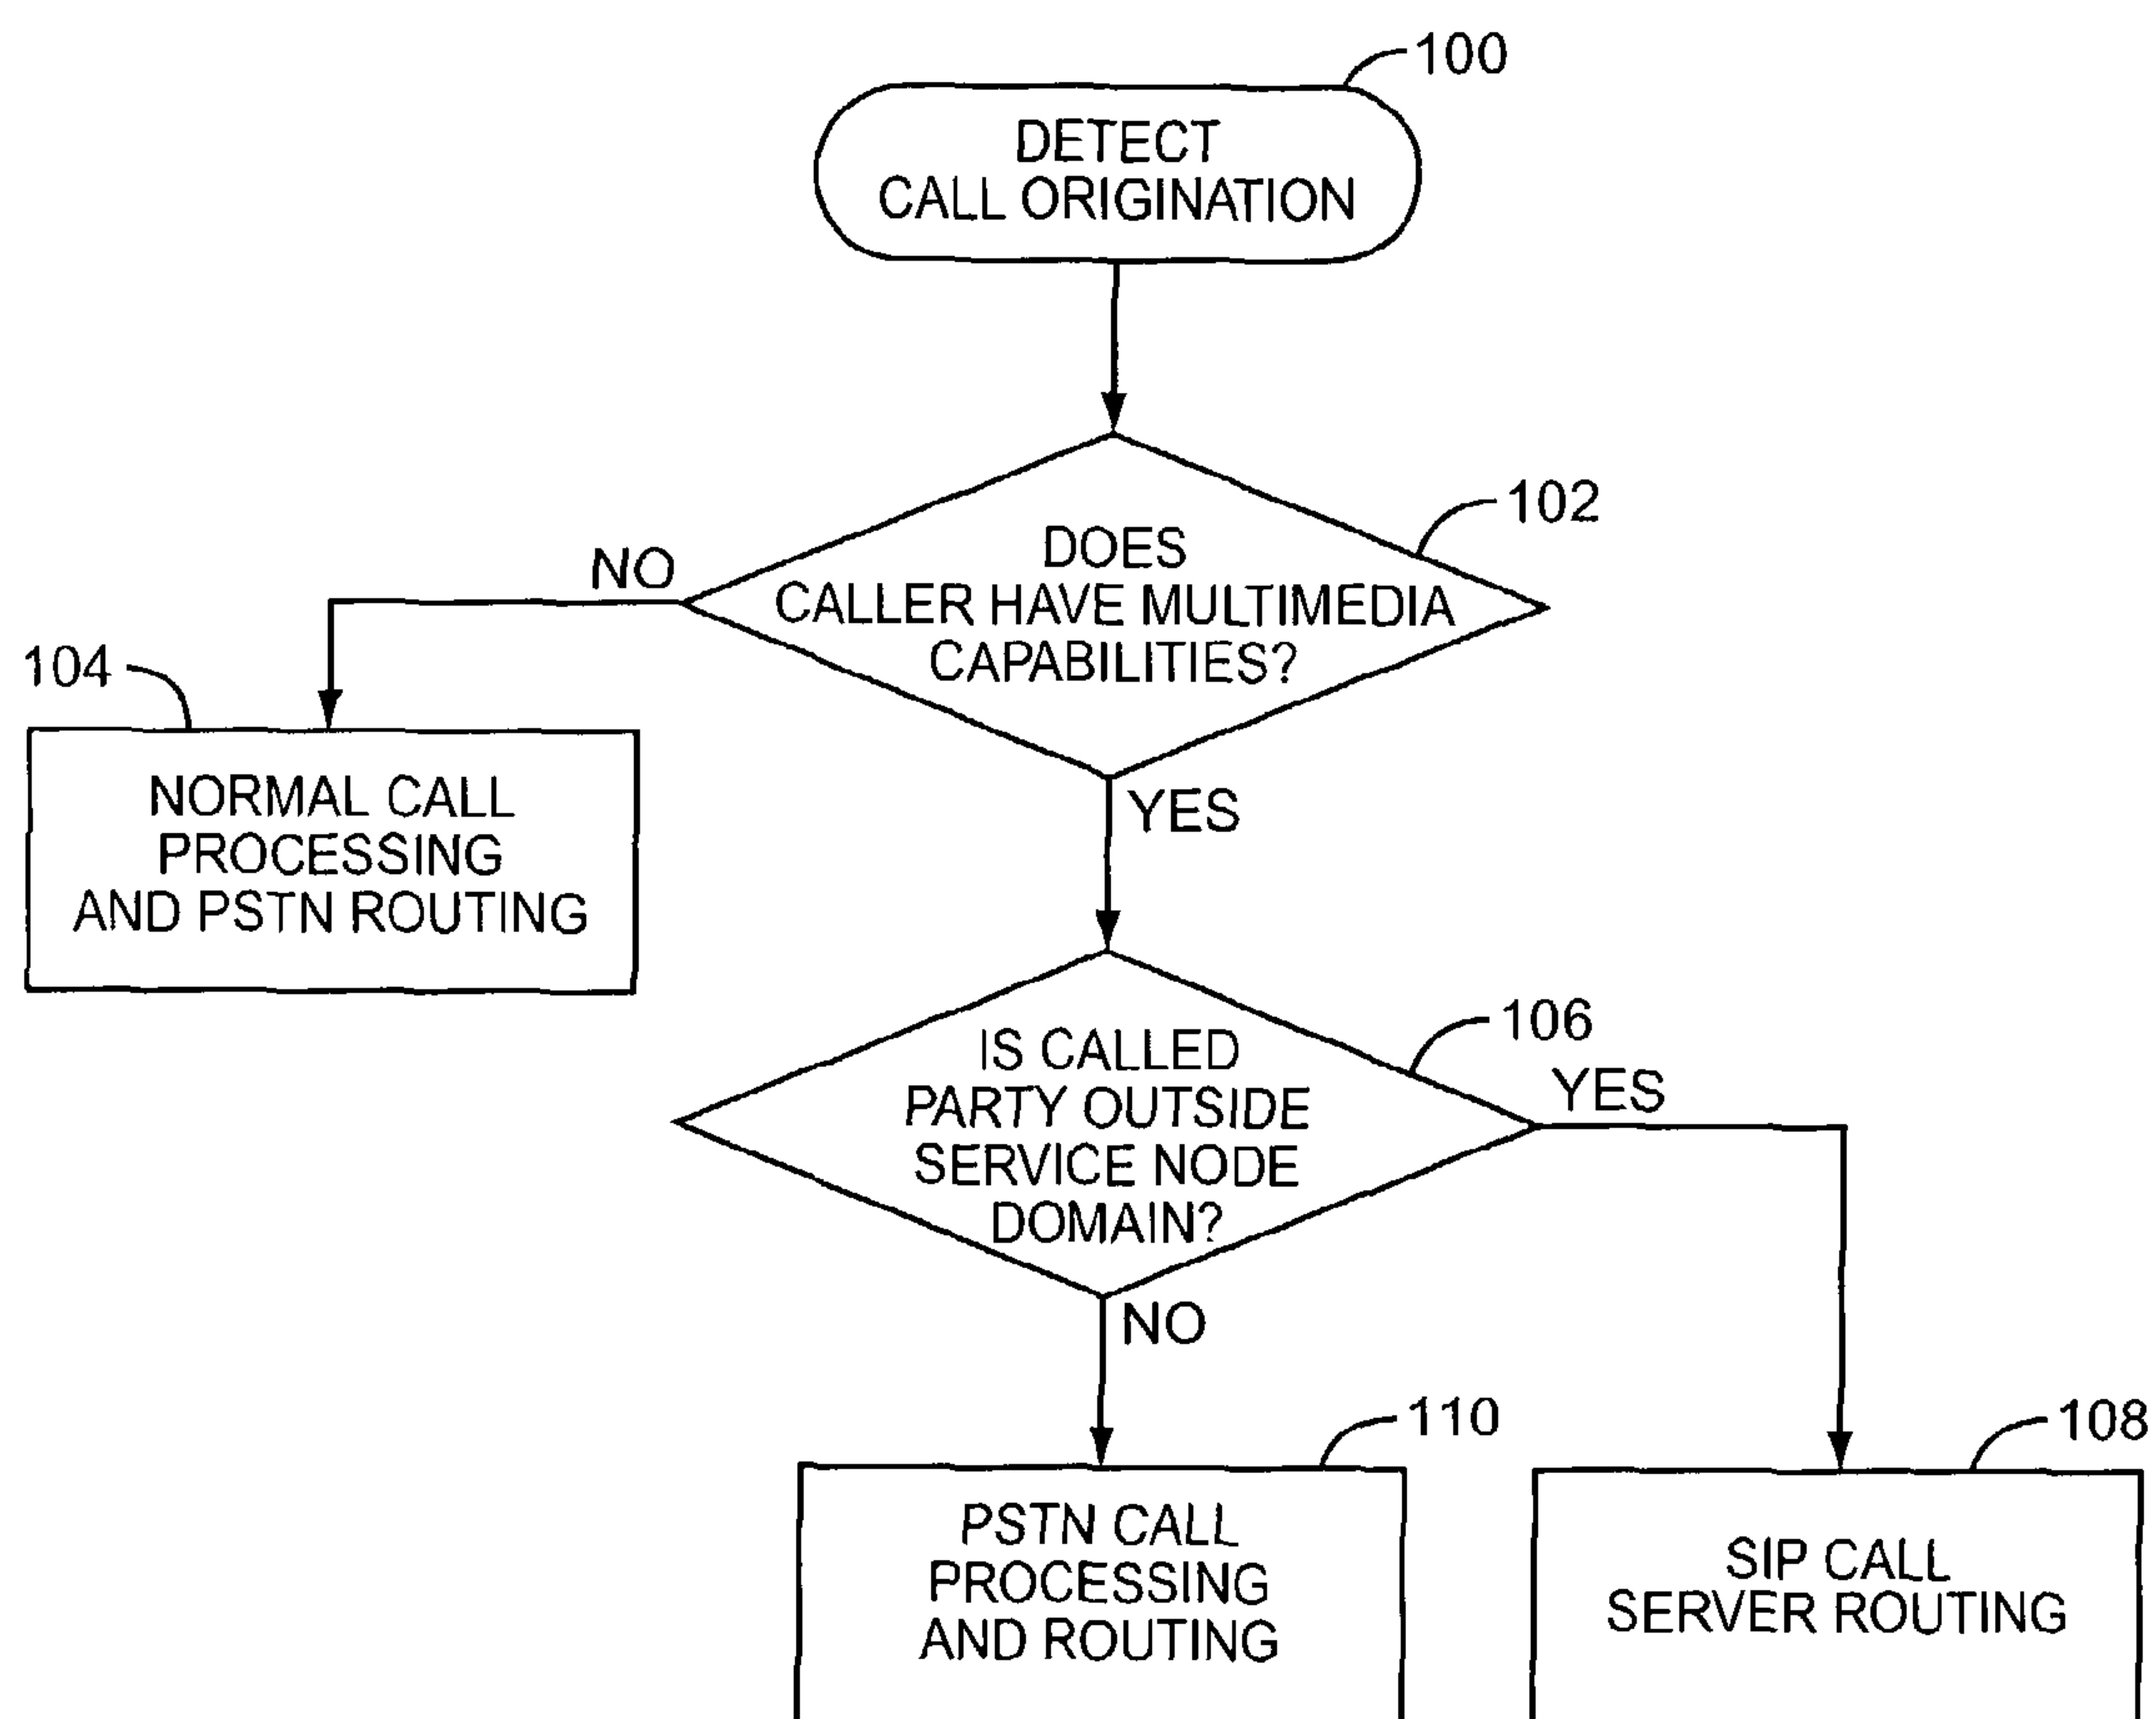 100
DETECT
CALL ORIGINATION
102
DOES
CALLER HAVE MULTIMEDIA
CAPABILITIES?
NO
104
NORMAL CALL
PROCESSING
AND PSTN ROUTING
YES
106
IS CALLED
PARTY OUTSIDE
SERVICE NODE
DOMAIN?
YES
NO
110
PSTN CALL
PROCESSING
AND ROUTING
108
SIP CALL
SERVER ROUTING